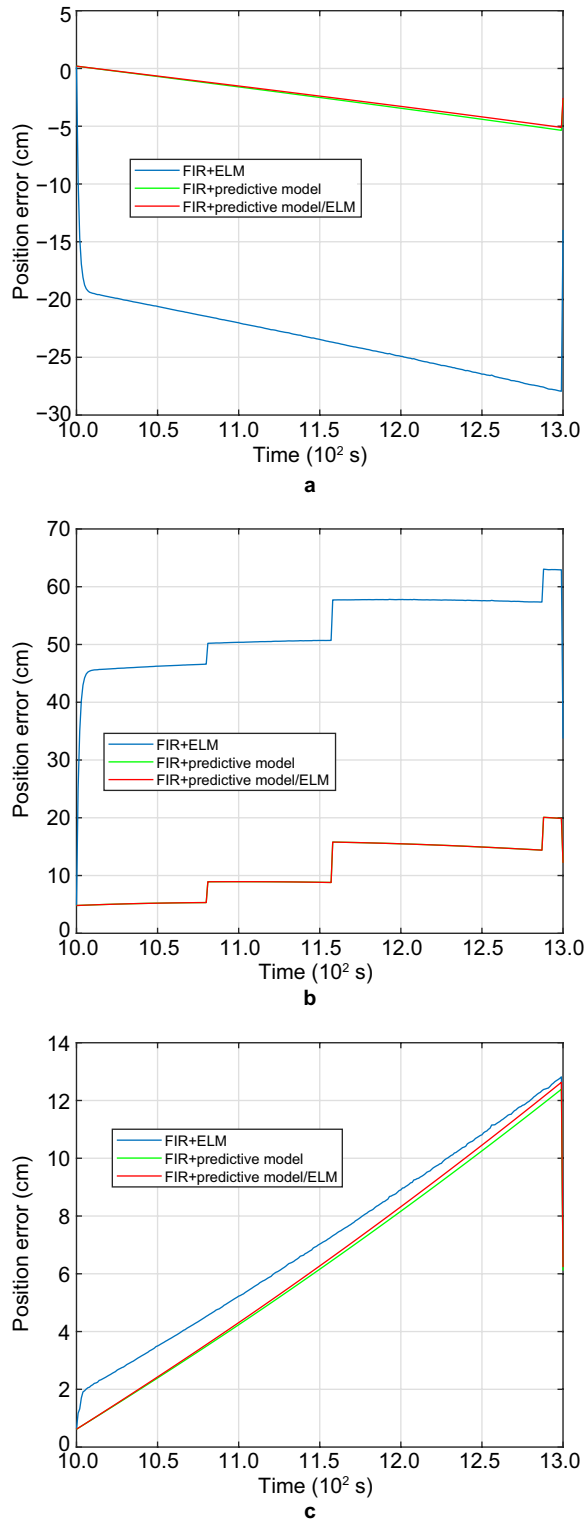 5
0
−5
−10
−15
−20
−25
−30
Position error (cm)
FIR+ELM
FIR+predictive model
FIR+predictive model/ELM
10.0 10.5 11.0 11.5 12.0 12.5 13.0
Time (10² s)
a
70
60
50
40
30
20
10
0
Position error (cm)
FIR+ELM
FIR+predictive model
FIR+predictive model/ELM
10.0 10.5 11.0 11.5 12.0 12.5 13.0
Time (10² s)
b
14
12
10
8
6
4
2
0
Position error (cm)
FIR+ELM
FIR+predictive model
FIR+predictive model/ELM
10.0 10.5 11.0 11.5 12.0 12.5 13.0
Time (10² s)
c